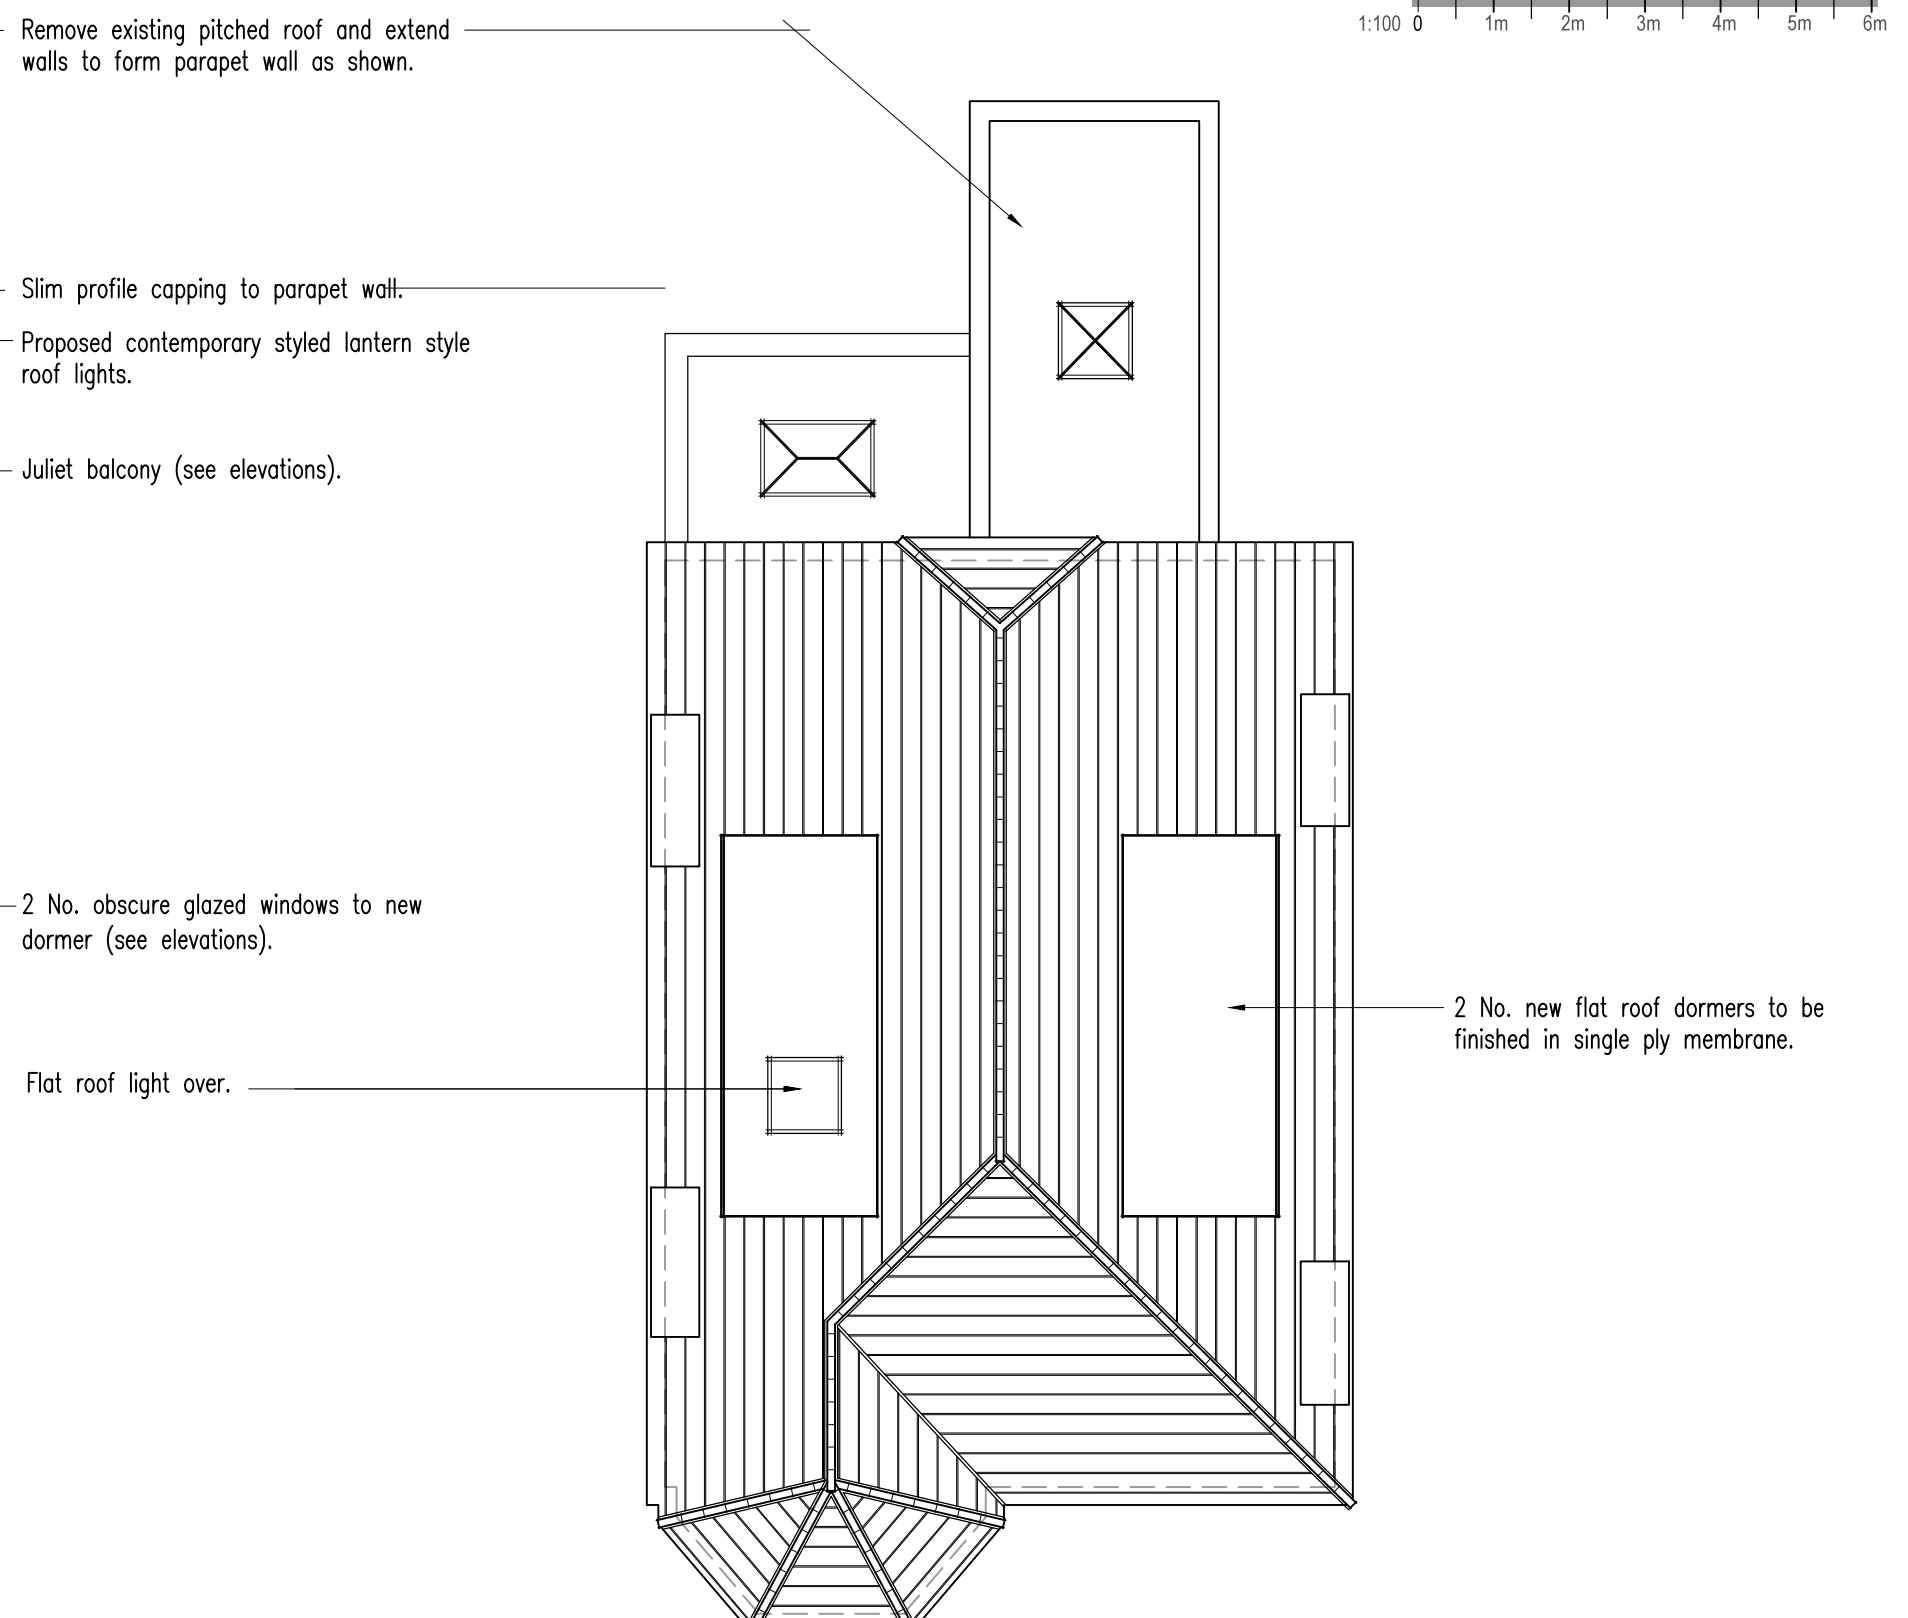 Remove existing pitched roof and extend
walls to form parapet wall as shown.
1:100 0 1m 2m 3m 4m 5m 6m
Slim profile capping to parapet wall.
Proposed contemporary styled lantern style
roof lights.
Juliet balcony (see elevations).
2 No. obscure glazed windows to new
dormer (see elevations).
2 No. new flat roof dormers to be
finished in single ply membrane.
Flat roof light over.